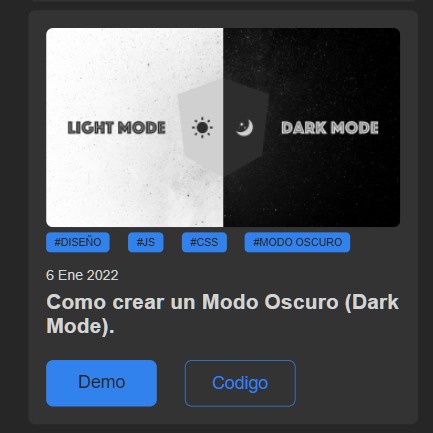 LIGHT MODE
DARK MODE
#DISEÑO #JS #CSS #MODO OSCURO
6 Ene 2022
Como crear un Modo Oscuro (Dark
Mode).
Demo Codigo